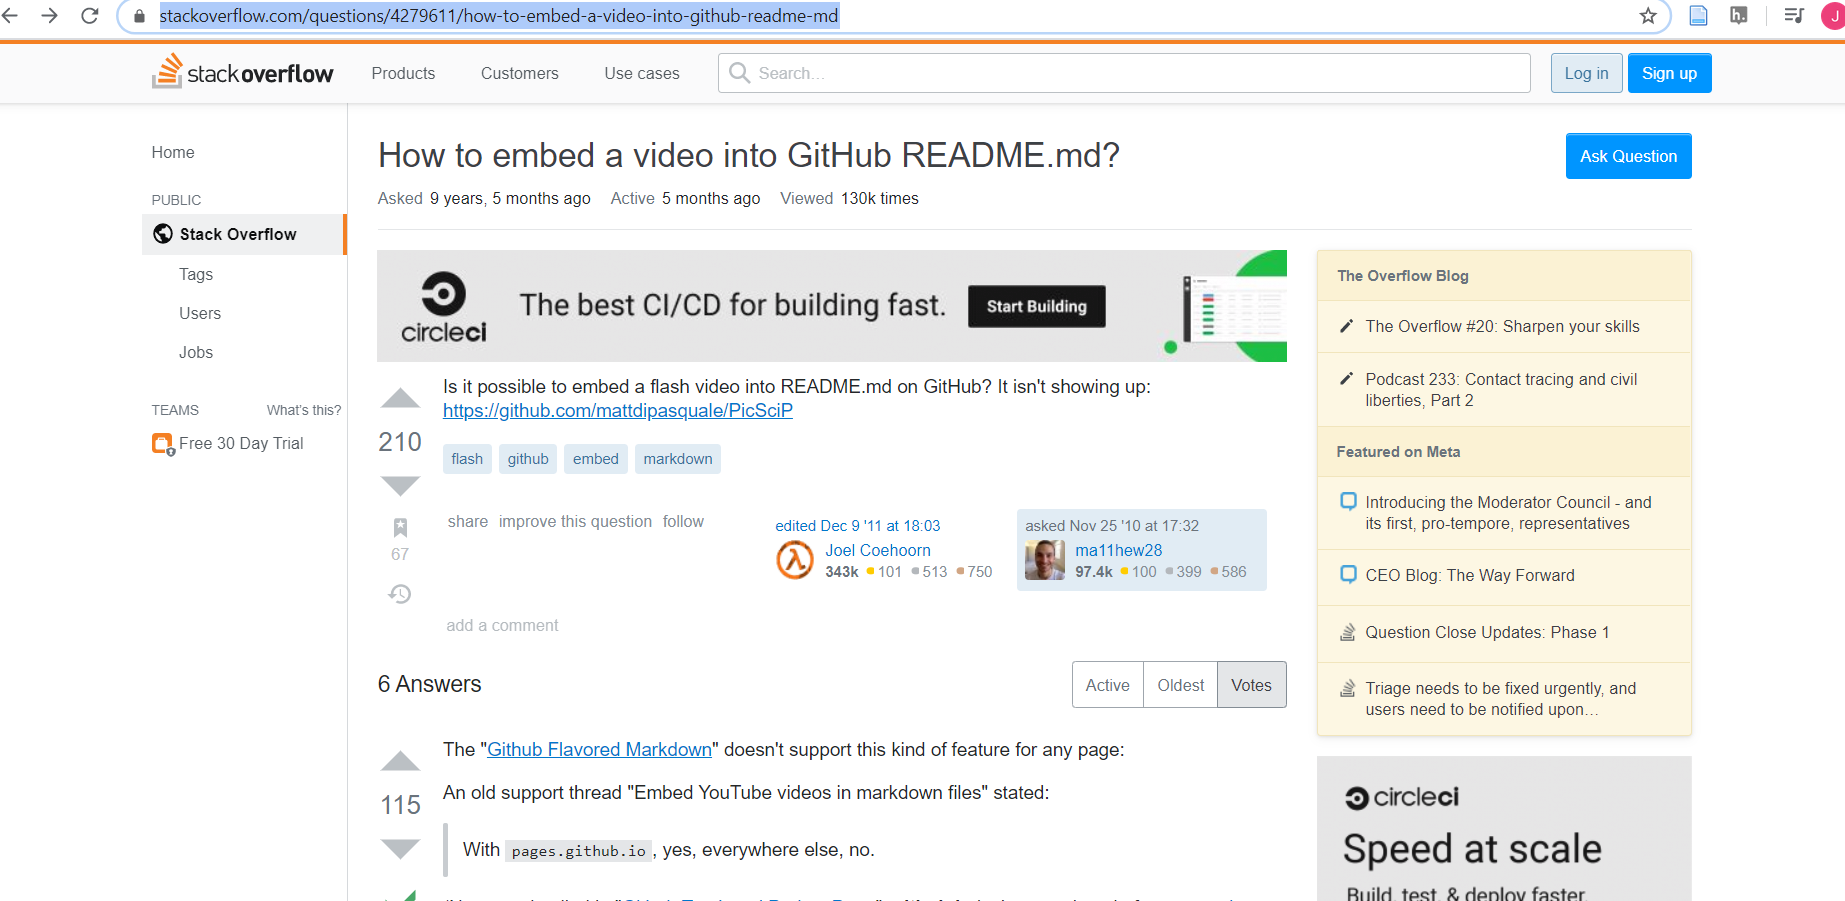 stackoverflow.com/questions/4279611/how-to-embed-a-video-into-github-readme-md
h.
J
stack overflow
Products
Customers
Use cases
Search...
Log in
Sign up
Home
PUBLIC
Stack Overflow
Tags
Users
Jobs
TEAMS
What's this?
Free 30 Day Trial
How to embed a video into GitHub README.md?
Ask Question
Asked 9 years, 5 months ago Active 5 months ago Viewed 130k times
circleci
The best CI/CD for building fast.
Start Building
210
Is it possible to embed a flash video into README.md on GitHub? It isn't showing up:
https://github.com/mattdipasquale/PicSciP
flash github embed markdown
67
share improve this question follow
edited Dec 9 '11 at 18:03
Joel Coehoorn
343k 101 513 750
asked Nov 25 '10 at 17:32
ma11hew28
97.4k 100 399 586
add a comment
6 Answers
Active Oldest Votes
115
The "Github Flavored Markdown" doesn't support this kind of feature for any page:
An old support thread "Embed YouTube videos in markdown files" stated:
With pages.github.io, yes, everywhere else, no.
The Overflow Blog
The Overflow #20: Sharpen your skills
Podcast 233: Contact tracing and civil
liberties, Part 2
Featured on Meta
Introducing the Moderator Council - and
its first, pro-tempore, representatives
CEO Blog: The Way Forward
Question Close Updates: Phase 1
Triage needs to be fixed urgently, and
users need to be notified upon...
circleci
Speed at scale
Build, test, & deploy faster.